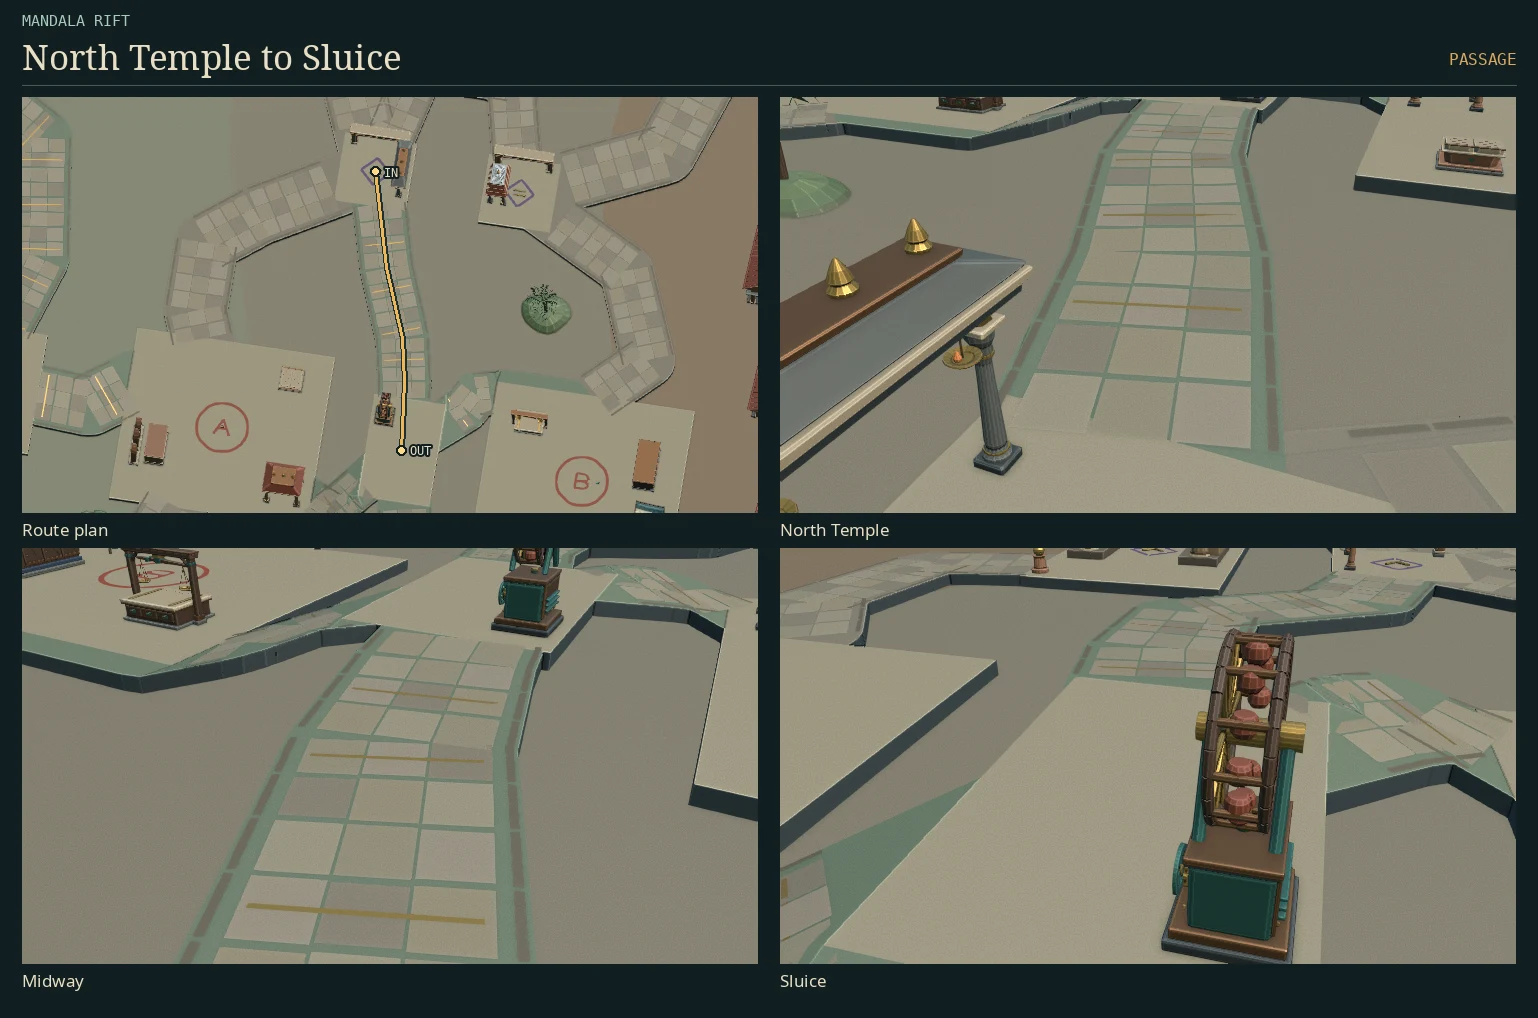 MANDALA RIFT
North Temple to Sluice
PASSAGE
IN
A
OUT
B
Route plan
North Temple
Midway
Sluice